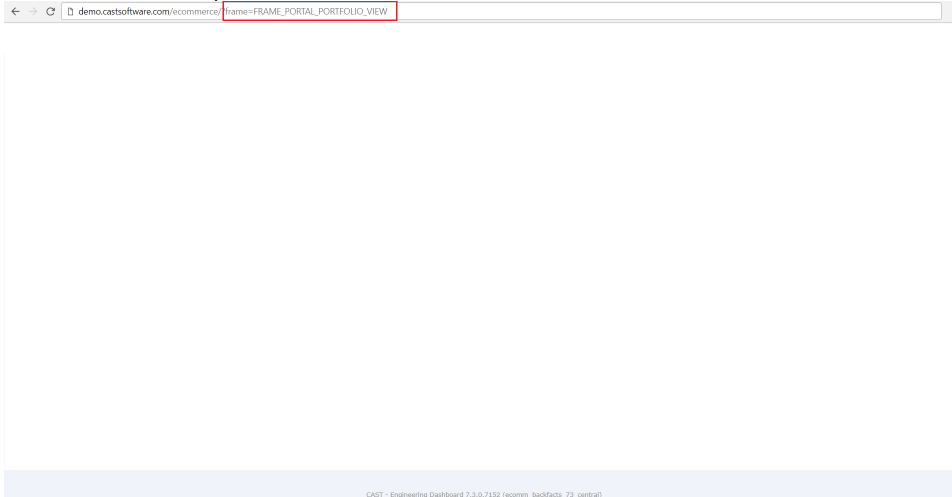 demo.castsoftware.com/ecommerce/?frame=FRAME_PORTAL_PORTFOLIO_VIEW
CAST - Engineering Dashboard 7.3.0.7152 (ecomm_backfacts_73_central)